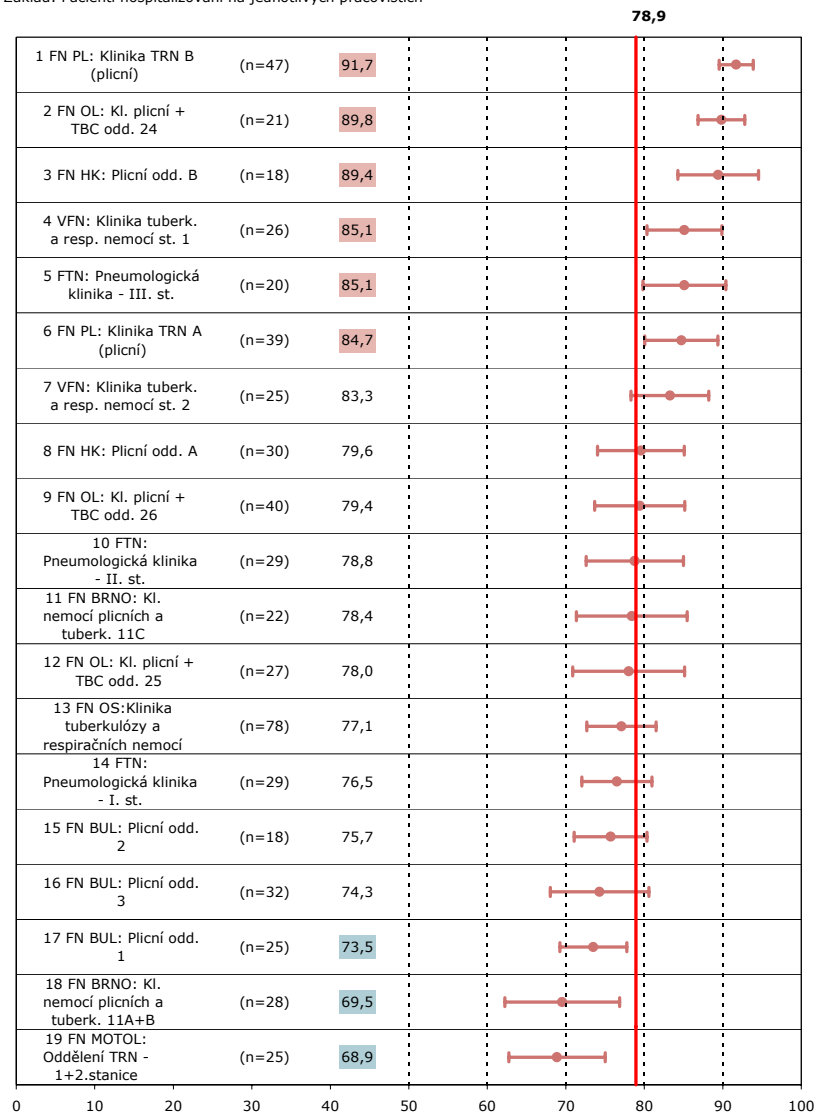 78,9
1 FN PL: Klinika TRN B
(plicní)
(n=47)
91,7
2 FN OL: Kl. plicní +
TBC odd. 24
(n=21)
89,8
3 FN HK: Plicní odd. B
(n=18)
89,4
4 VFN: Klinika tuberk.
a resp. nemocí st. 1
(n=26)
85,1
5 FTN: Pneumologická
klinika - III. st.
(n=20)
85,1
6 FN PL: Klinika TRN A
(plicní)
(n=39)
84,7
7 VFN: Klinika tuberk.
a resp. nemocí st. 2
(n=25)
83,3
8 FN HK: Plicní odd. A
(n=30)
79,6
9 FN OL: Kl. plicní +
TBC odd. 26
(n=40)
79,4
10 FTN:
Pneumologická klinika
- II. st.
(n=29)
78,8
11 FN BRNO: Kl.
nemocí plicních a
tuberk. 11C
(n=22)
78,4
12 FN OL: Kl. plicní +
TBC odd. 25
(n=27)
78,0
13 FN OS:Klinika
tuberkulózy a
respiračních nemocí
(n=78)
77,1
14 FTN:
Pneumologická klinika
- I. st.
(n=29)
76,5
15 FN BUL: Plicní odd.
2
(n=18)
75,7
16 FN BUL: Plicní odd.
3
(n=32)
74,3
17 FN BUL: Plicní odd.
1
(n=25)
73,5
18 FN BRNO: Kl.
nemocí plicních a
tuberk. 11A+B
(n=28)
69,5
19 FN MOTOL:
Oddělení TRN -
1+2.stanice
(n=25)
68,9
0 10 20 30 40 50 60 70 80 90 100